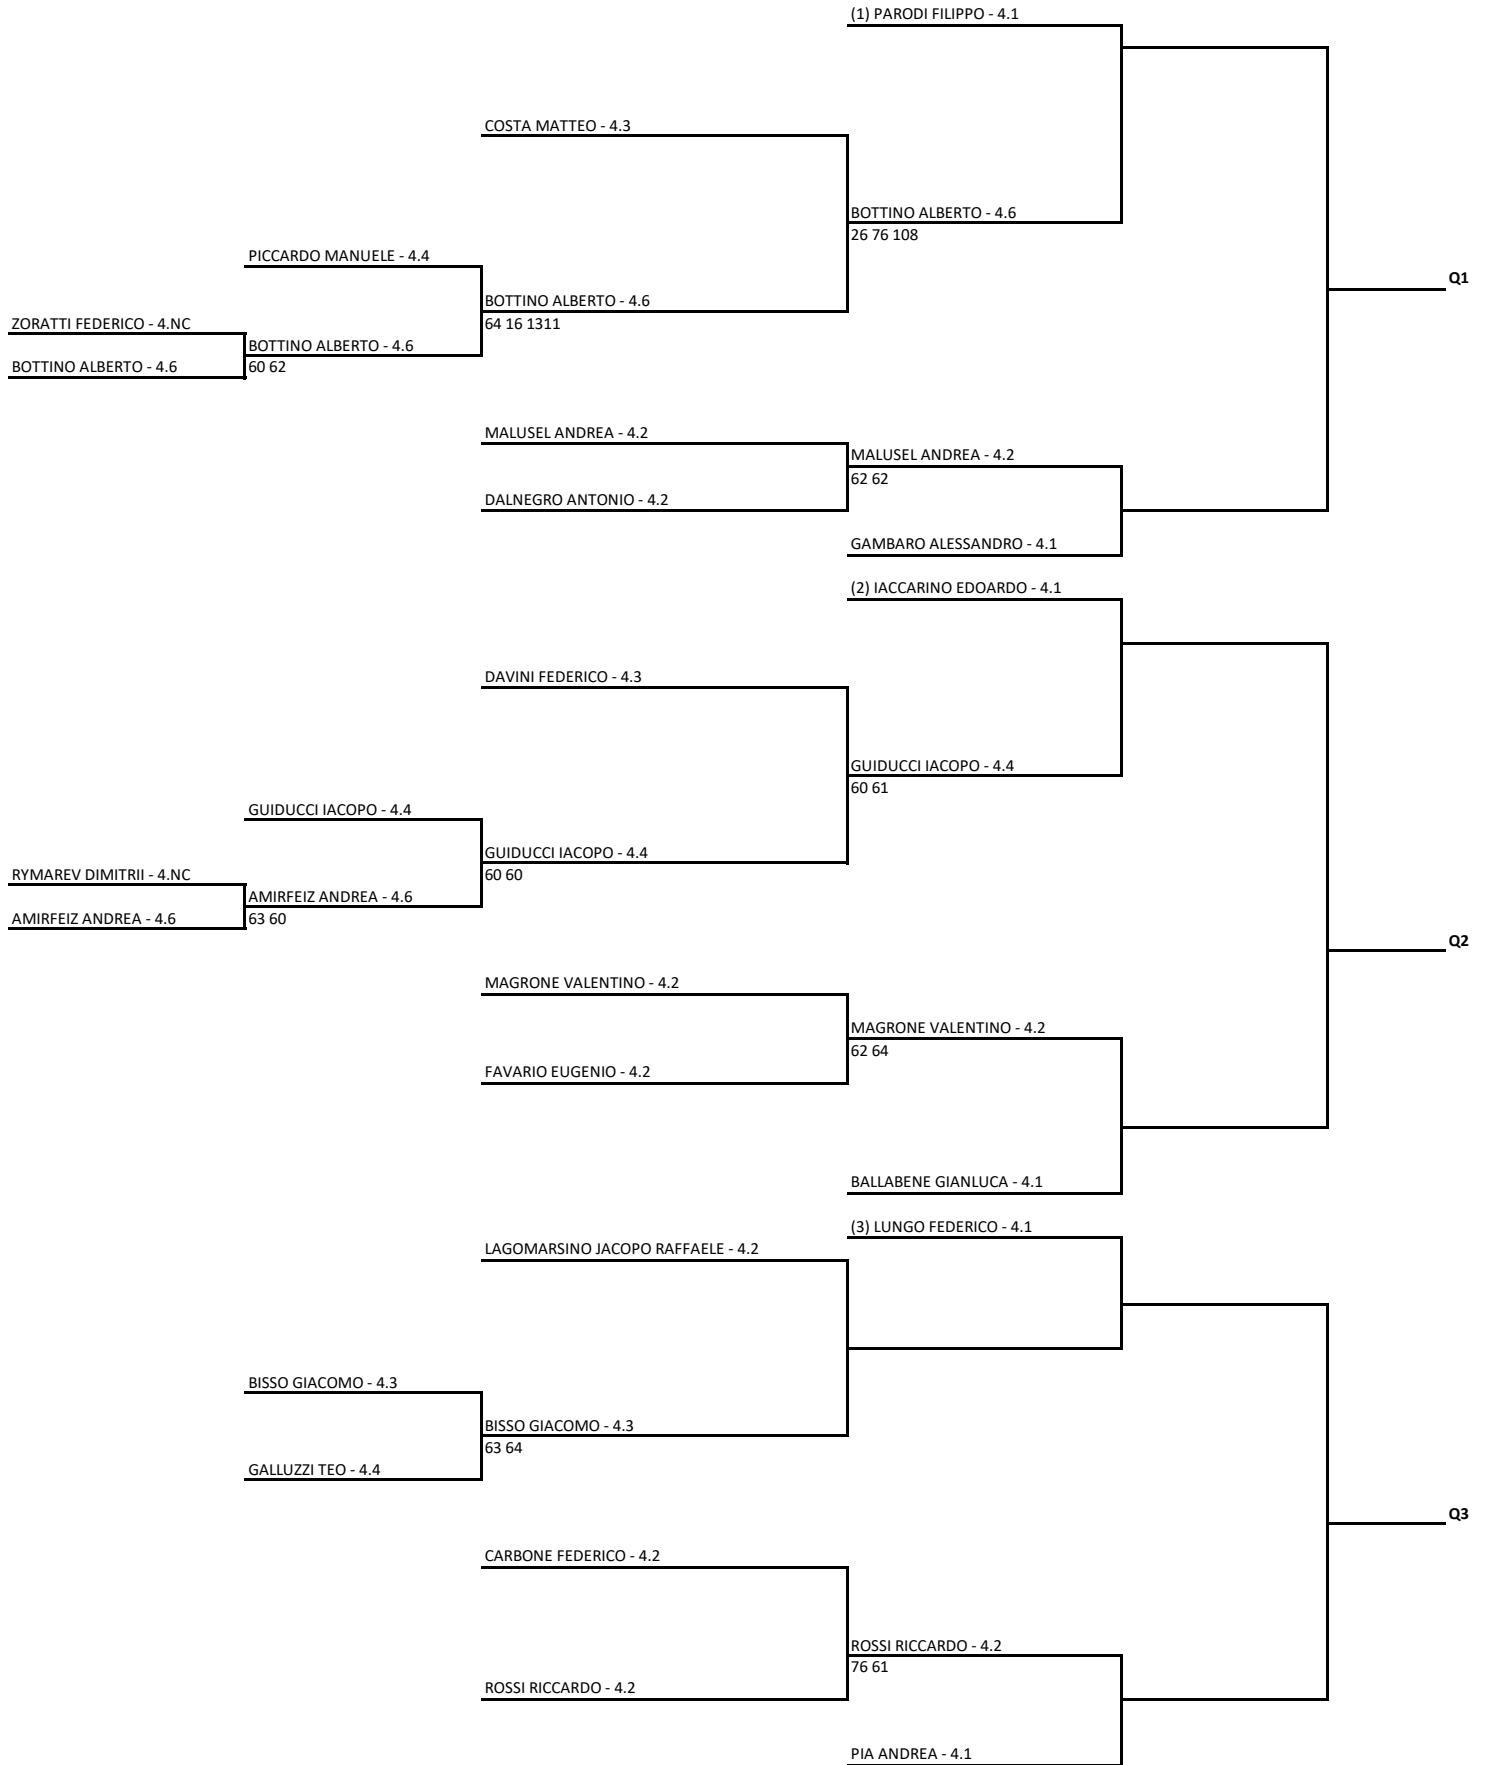 (1) PARODI FILIPPO - 4.1
COSTA MATTEO - 4.3
BOTTINO ALBERTO - 4.6
26 76 108
PICCARDO MANUELE - 4.4
Q1
BOTTINO ALBERTO - 4.6
64 16 1311
ZORATTI FEDERICO - 4.NC
BOTTINO ALBERTO - 4.6
60 62
BOTTINO ALBERTO - 4.6
MALUSEL ANDREA - 4.2
MALUSEL ANDREA - 4.2
62 62
DALNEGRO ANTONIO - 4.2
GAMBARO ALESSANDRO - 4.1
(2) IACCARINO EDOARDO - 4.1
DAVINI FEDERICO - 4.3
GUIDUCCI IACOPO - 4.4
60 61
GUIDUCCI IACOPO - 4.4
GUIDUCCI IACOPO - 4.4
60 60
RYMAREV DIMITRII - 4.NC
AMIRFEIZ ANDREA - 4.6
63 60
AMIRFEIZ ANDREA - 4.6
Q2
MAGRONE VALENTINO - 4.2
MAGRONE VALENTINO - 4.2
62 64
FAVARIO EUGENIO - 4.2
BALLABENE GIANLUCA - 4.1
(3) LUNGO FEDERICO - 4.1
LAGOMARSINO JACOPO RAFFAELE - 4.2
BISSO GIACOMO - 4.3
BISSO GIACOMO - 4.3
63 64
GALLUZZI TEO - 4.4
Q3
CARBONE FEDERICO - 4.2
ROSSI RICCARDO - 4.2
76 61
ROSSI RICCARDO - 4.2
PIA ANDREA - 4.1